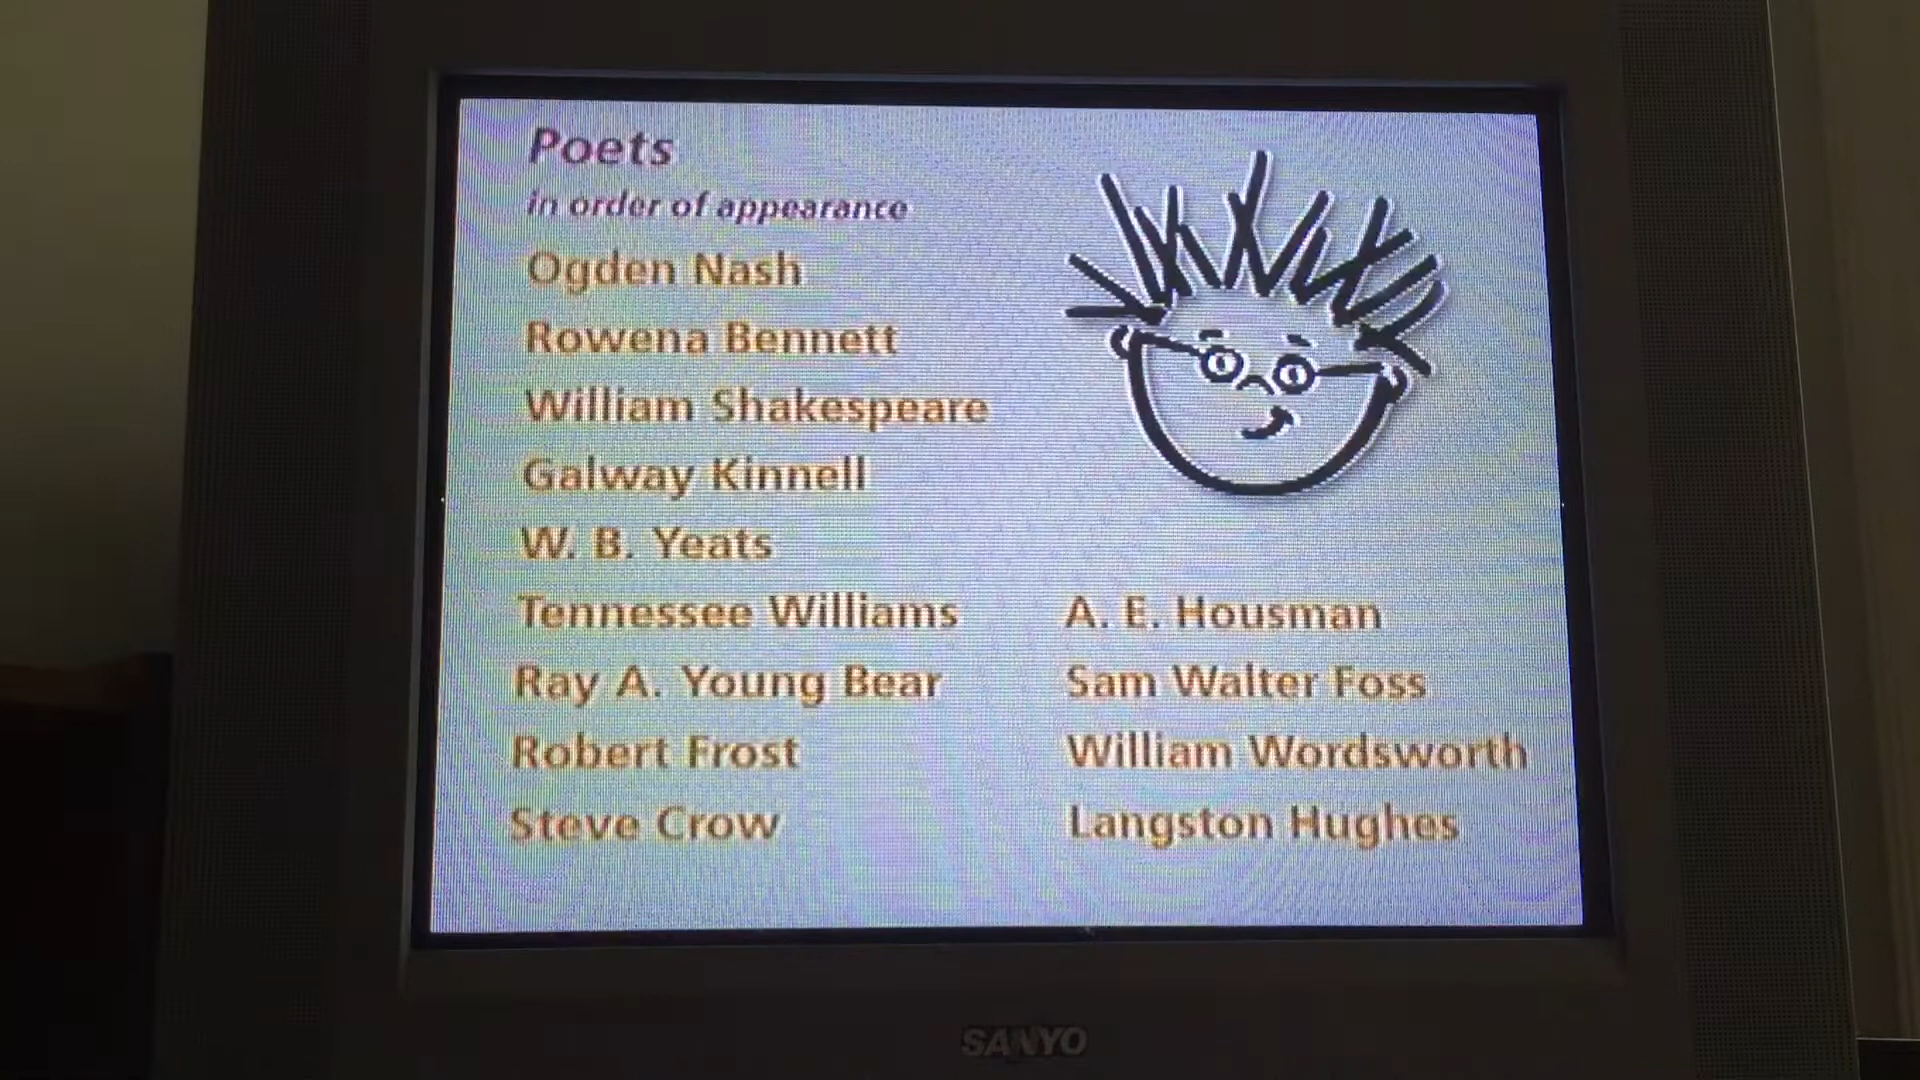 Poets
in order of appearance
Ogden Nash
Rowena Bennett
William Shakespeare
Galway Kinnell
W. B. Yeats
Tennessee Williams
Ray A. Young Bear
Robert Frost
Steve Crow
A. E. Housman
Sam Walter Foss
William Wordsworth
Langston Hughes
SANYO